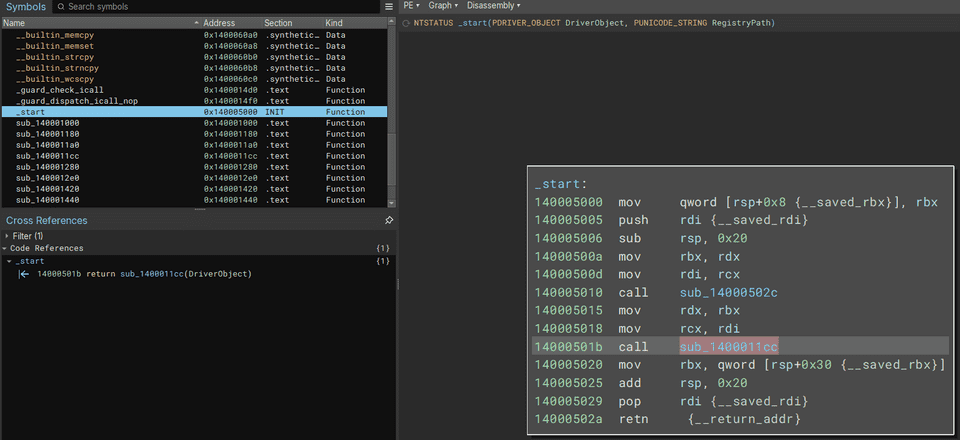 Symbols Search symbols
Name Address Section Kind
__builtin_memcpy 0x1400060a0 .synthetic… Data
__builtin_memset 0x1400060a8 .synthetic… Data
__builtin_strcpy 0x1400060b0 .synthetic… Data
__builtin_strncpy 0x1400060b8 .synthetic… Data
__builtin_wcscpy 0x1400060c0 .synthetic… Data
_guard_check_icall 0x1400014d0 .text Function
_guard_dispatch_icall_nop 0x1400014f0 .text Function
_start 0x140005000 INIT Function
sub_140001000 0x140001000 .text Function
sub_140001180 0x140001180 .text Function
sub_1400011a0 0x1400011a0 .text Function
sub_1400011cc 0x1400011cc .text Function
sub_140001280 0x140001280 .text Function
sub_1400012e0 0x1400012e0 .text Function
sub_140001420 0x140001420 .text Function
sub_140001440 0x140001440 .text Function
Cross References
Filter (1)
Code References {1}
_start {1}
14000501b return sub_1400011cc(DriverObject)
PE Graph Disassembly
NTSTATUS _start(PDRIVER_OBJECT DriverObject, PUNICODE_STRING RegistryPath)
_start:
140005000 mov qword [rsp+0x8 {__saved_rbx}], rbx
140005005 push rdi {__saved_rdi}
140005006 sub rsp, 0x20
14000500a mov rbx, rdx
14000500d mov rdi, rcx
140005010 call sub_14000502c
140005015 mov rdx, rbx
140005018 mov rcx, rdi
14000501b call sub_1400011cc
140005020 mov rbx, qword [rsp+0x30 {__saved_rbx}]
140005025 add rsp, 0x20
140005029 pop rdi {__saved_rdi}
14000502a retn {__return_addr}